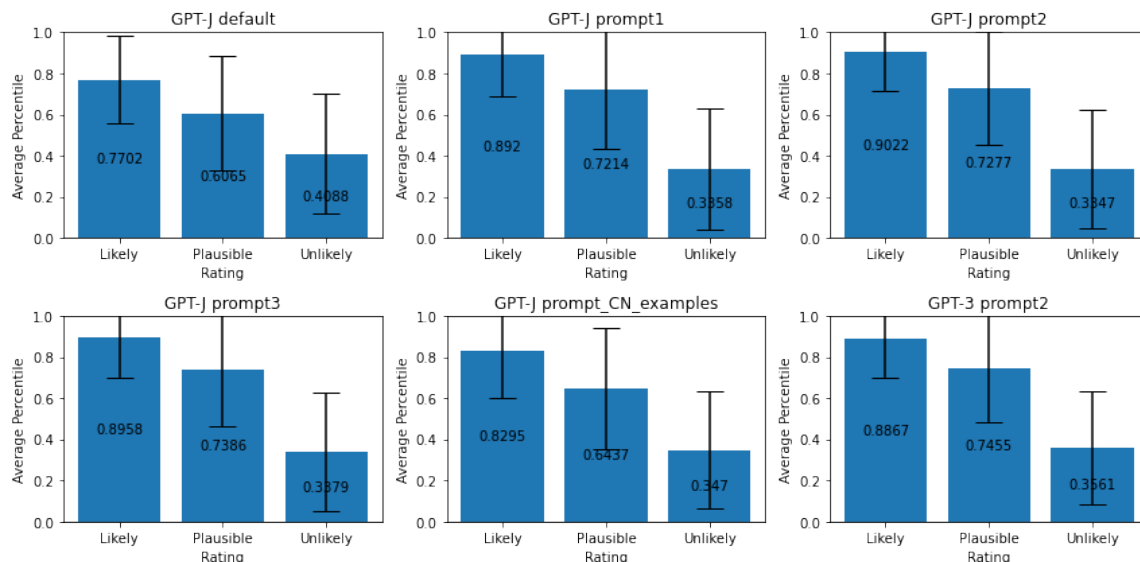 GPT-J default
1.0
0.8
0.6
0.4
0.2
0.0
Average Percentile
0.7702
0.6065
0.4088
Likely
Plausible
Unlikely
Rating
GPT-J prompt1
1.0
0.8
0.6
0.4
0.2
0.0
Average Percentile
0.892
0.7214
0.3358
Likely
Plausible
Unlikely
Rating
GPT-J prompt2
1.0
0.8
0.6
0.4
0.2
0.0
Average Percentile
0.9022
0.7277
0.3347
Likely
Plausible
Unlikely
Rating
GPT-J prompt3
1.0
0.8
0.6
0.4
0.2
0.0
Average Percentile
0.8958
0.7386
0.3379
Likely
Plausible
Unlikely
Rating
GPT-J prompt_CN_examples
1.0
0.8
0.6
0.4
0.2
0.0
Average Percentile
0.8295
0.6437
0.347
Likely
Plausible
Unlikely
Rating
GPT-3 prompt2
1.0
0.8
0.6
0.4
0.2
0.0
Average Percentile
0.8867
0.7455
0.3561
Likely
Plausible
Unlikely
Rating